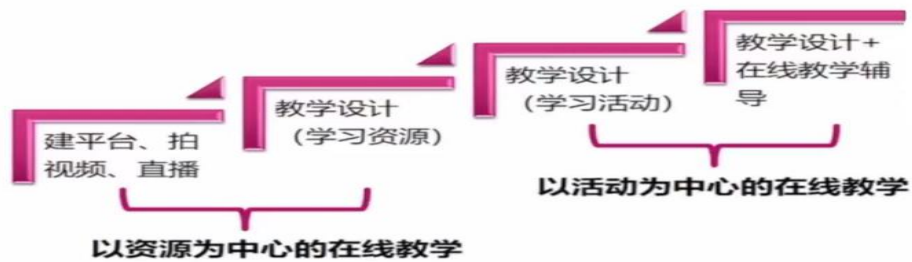 建平台、拍
视频、直播
教学设计
（学习资源）
教学设计
（学习活动）
教学设计+
在线教学辅
导
以资源为中心的在线教学
以活动为中心的在线教学